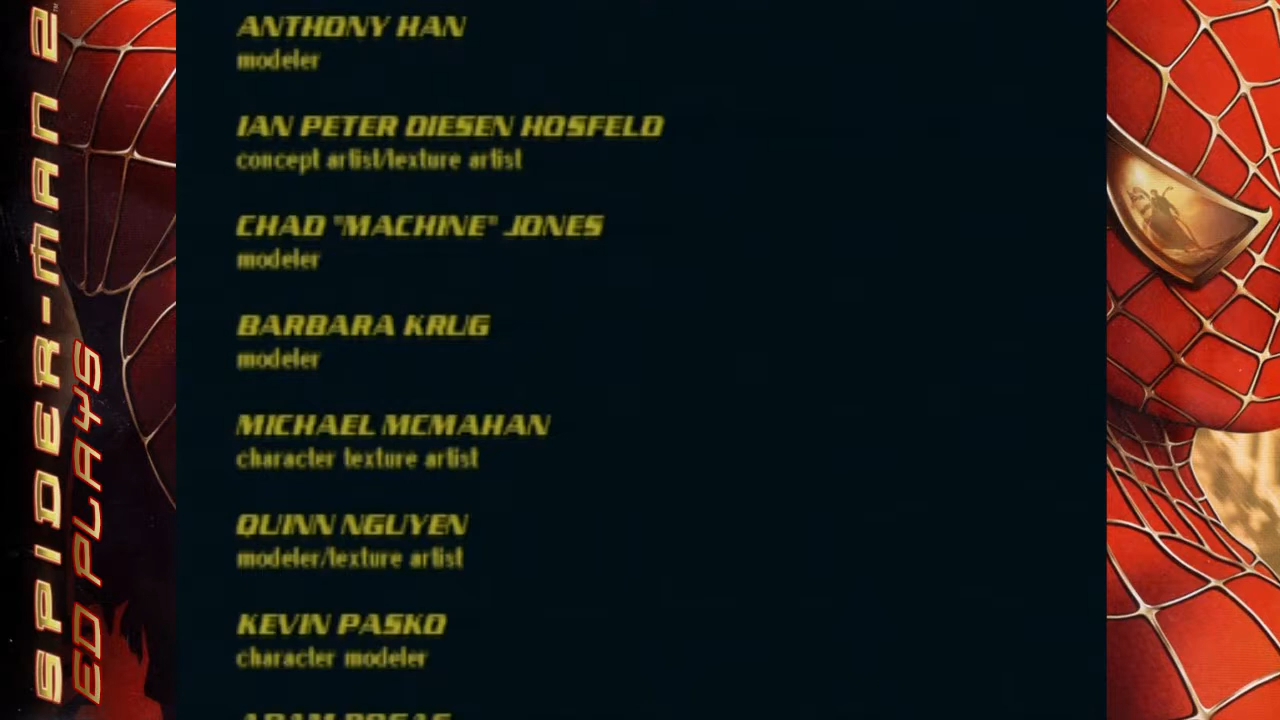 SPIDER-MAN 2
ED PLAYS
ANTHONY HAN
modeler
IAN PETER DIESEN HOSFELD
concept artist/texture artist
CHAD "MACHINE" JONES
modeler
BARBARA KRUG
modeler
MICHAEL MCMAHAN
character texture artist
QUINN NGUYEN
modeler/texture artist
KEVIN PASKO
character modeler
ADAM